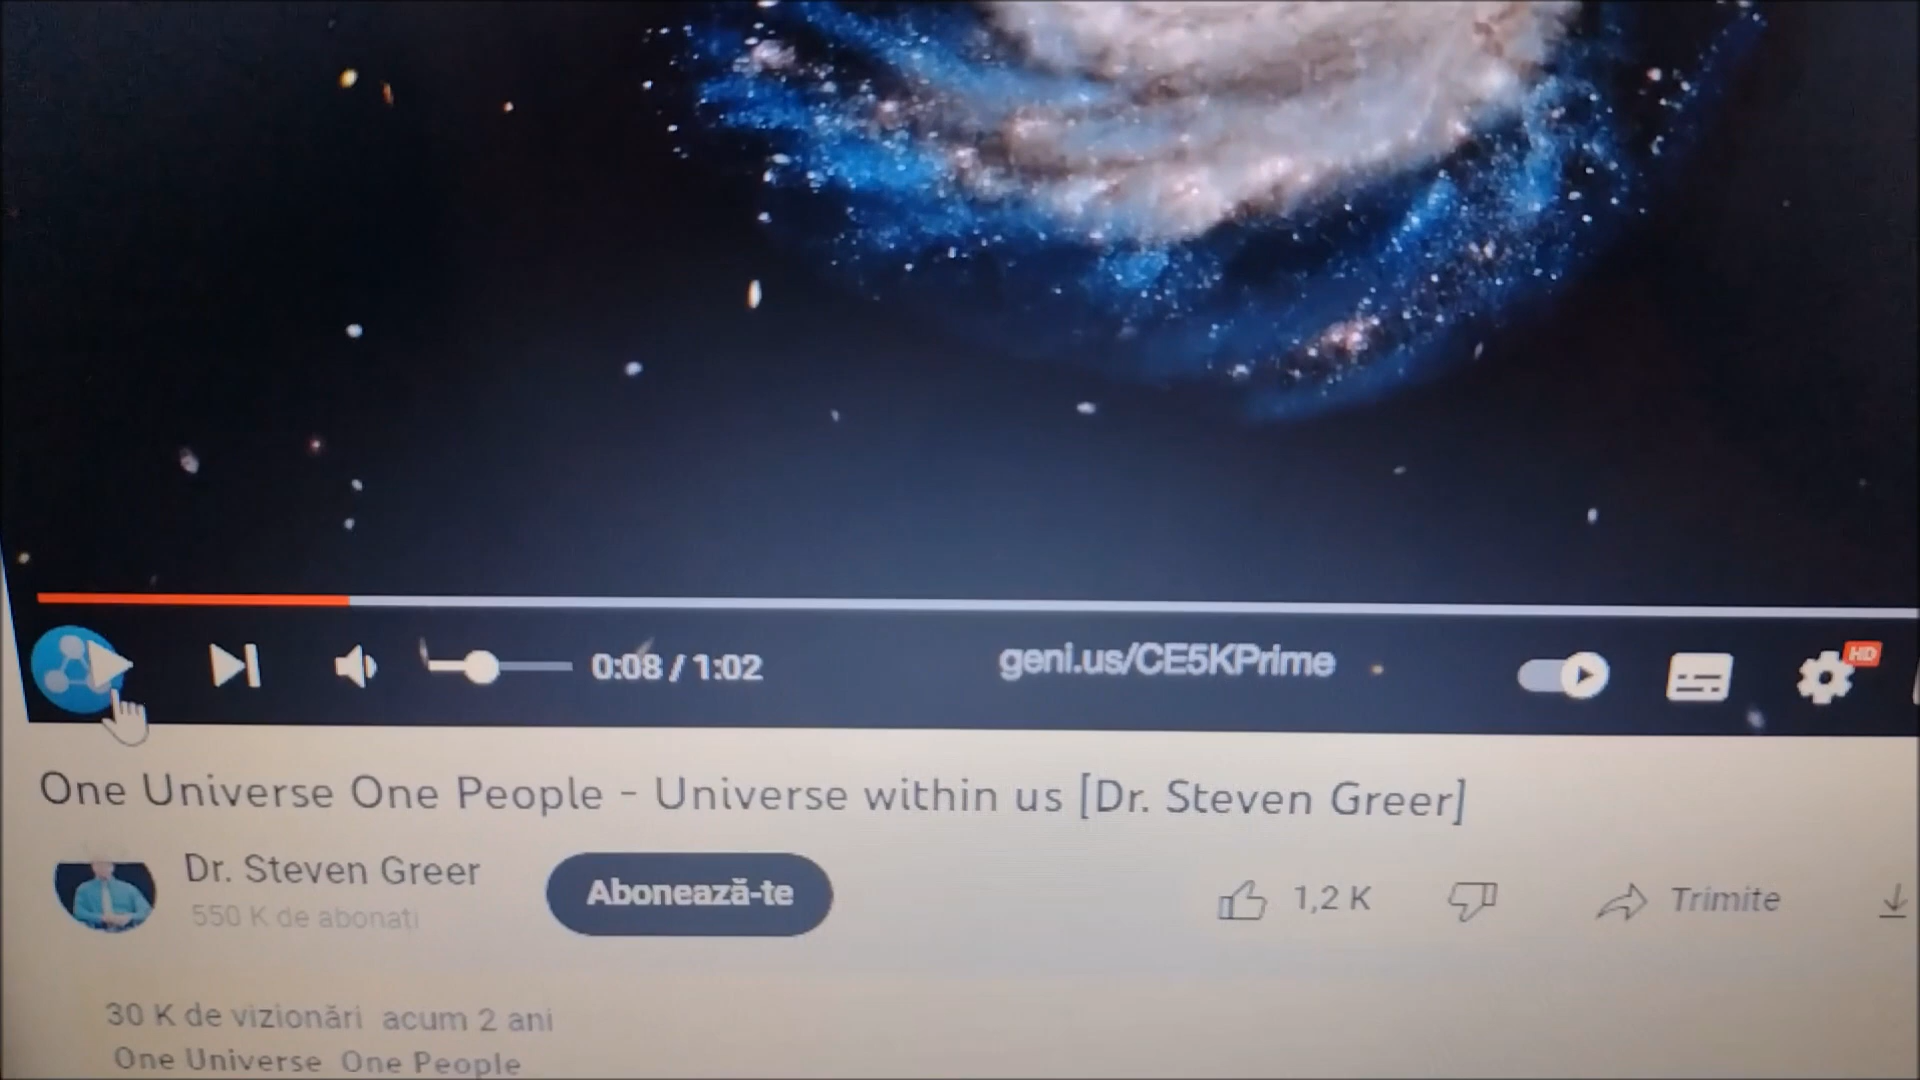 0:08 / 1:02
geni.us/CE5KPrime
HD
One Universe One People - Universe within us [Dr. Steven Greer]
Dr. Steven Greer
550 K de abonați
Abonează-te
1,2 K
Trimite
30 K de vizionări acum 2 ani
One Universe One People